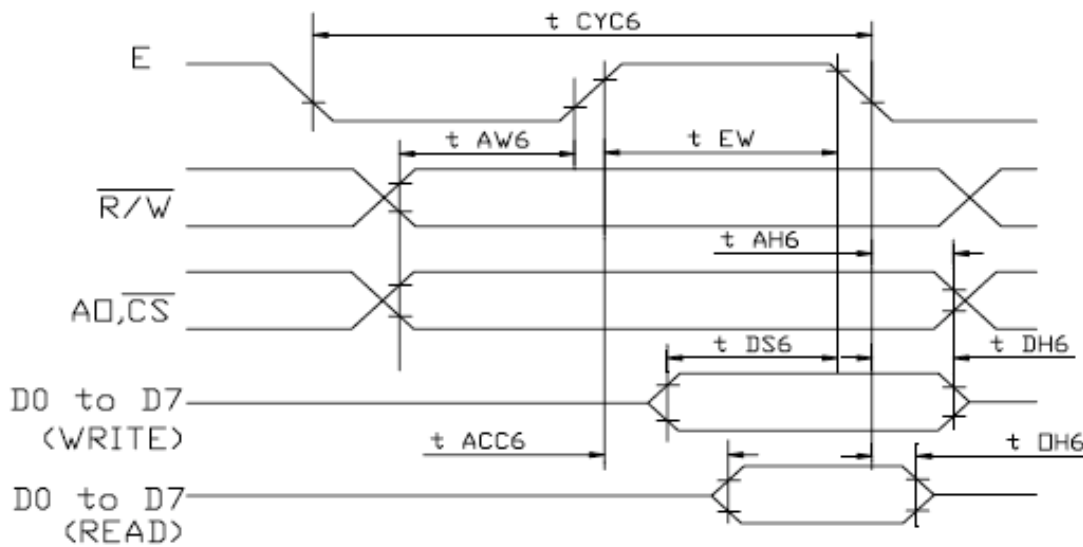 t CYC6
E
t AW6
t EW
R/W
t AH6
A0,CS
t DS6
t DH6
D0 to D7
(WRITE)
t ACC6
t OH6
D0 to D7
(READ)